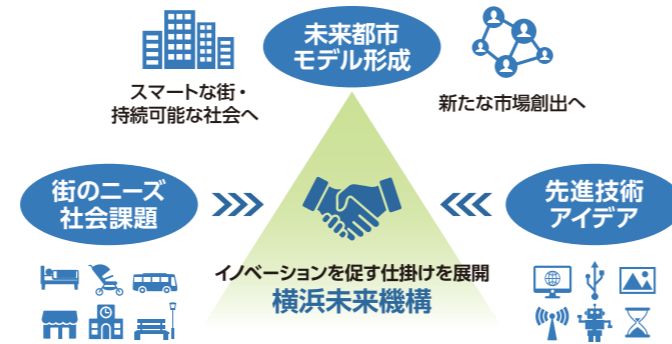 未来都市
モデル形成
スマートな街・
持続可能な社会へ
新たな市場創出へ
街のニーズ
社会課題
先進技術
アイデア
イノベーションを促す仕掛けを展開
横浜未来機構